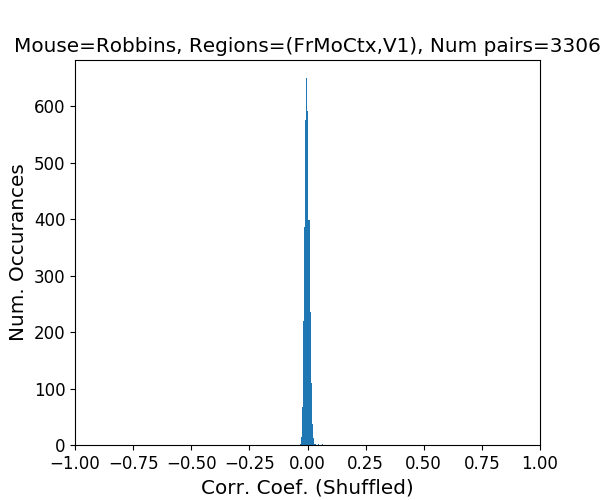 Mouse=Robbins, Regions=(FrMoCtx,V1), Num pairs=3306
Num. Occurances
600
500
400
300
200
100
0
−1.00 −0.75 −0.50 −0.25 0.00 0.25 0.50 0.75 1.00
Corr. Coef. (Shuffled)